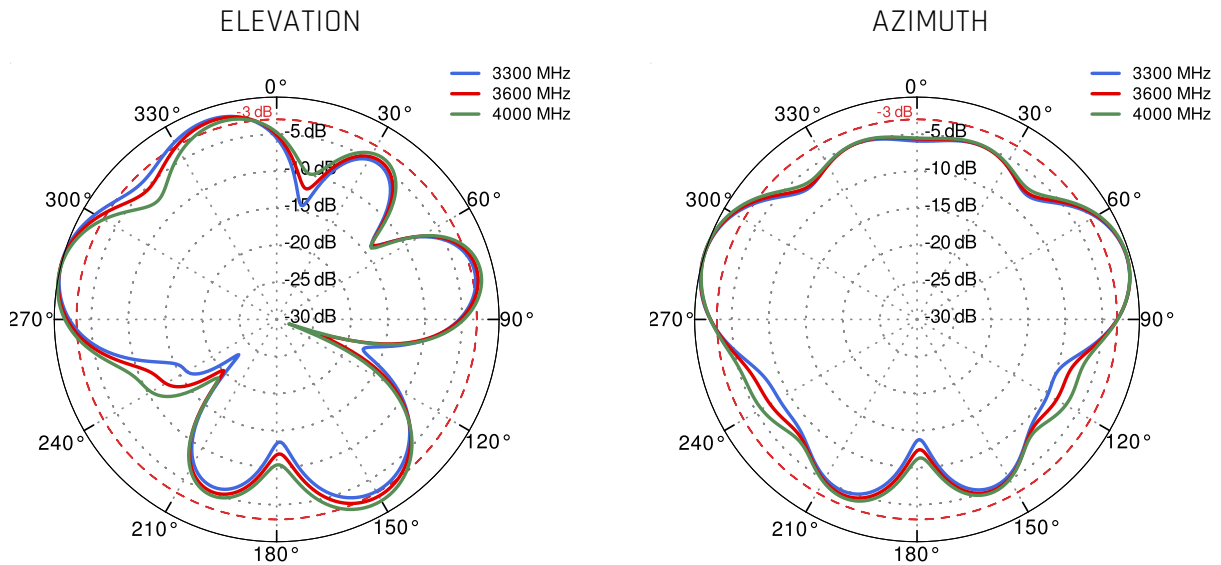 ELEVATION
3300 MHz
3600 MHz
4000 MHz
0°
30°
60°
90°
120°
150°
180°
210°
240°
270°
300°
330°
-3 dB
-5 dB
-15 dB
-20 dB
-25 dB
-30 dB
AZIMUTH
3300 MHz
3600 MHz
4000 MHz
0°
30°
60°
90°
120°
150°
180°
210°
240°
270°
300°
330°
-3 dB
-5 dB
-10 dB
-15 dB
-20 dB
-25 dB
-30 dB